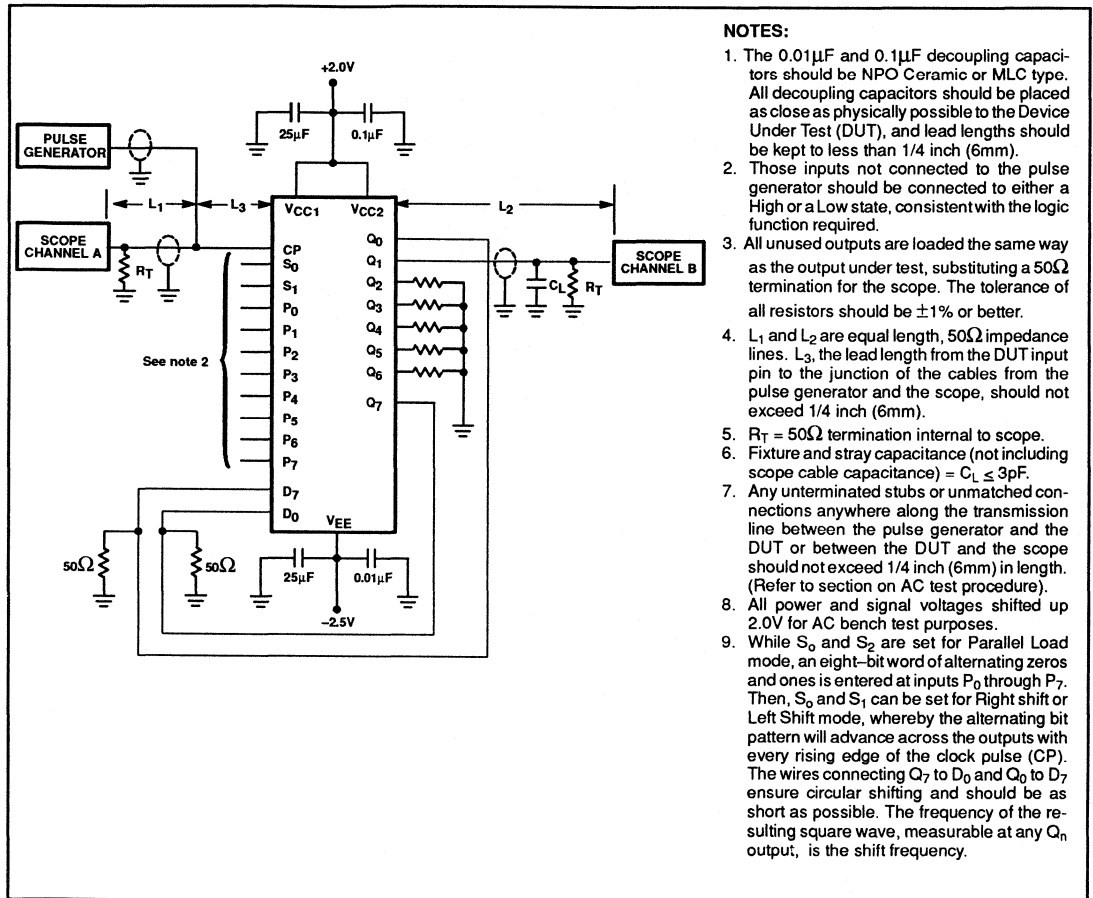 +2.0V
25μF
0.1μF
PULSE
GENERATOR
L₁
L₃
L₂
VCC1
VCC2
SCOPE
CHANNEL A
RT
CP
S₀
S₁
P₀
P₁
P₂
P₃
P₄
P₅
P₆
P₇
D₇
D₀
VEE
See note 2
Q₀
Q₁
Q₂
Q₃
Q₄
Q₅
Q₆
Q₇
CL
RT
SCOPE
CHANNEL B
50Ω
50Ω
25μF
0.01μF
–2.5V
NOTES:
1. The 0.01μF and 0.1μF decoupling capaci-
tors should be NPO Ceramic or MLC type.
All decoupling capacitors should be placed
as close as physically possible to the Device
Under Test (DUT), and lead lengths should
be kept to less than 1/4 inch (6mm).
2. Those inputs not connected to the pulse
generator should be connected to either a
High or a Low state, consistent with the logic
function required.
3. All unused outputs are loaded the same way
as the output under test, substituting a 50Ω
termination for the scope. The tolerance of
all resistors should be ±1% or better.
4. L₁ and L₂ are equal length, 50Ω impedance
lines. L₃, the lead length from the DUT input
pin to the junction of the cables from the
pulse generator and the scope, should not
exceed 1/4 inch (6mm).
5. RT = 50Ω termination internal to scope.
6. Fixture and stray capacitance (not including
scope cable capacitance) = CL ≤ 3pF.
7. Any unterminated stubs or unmatched con-
nections anywhere along the transmission
line between the pulse generator and the
DUT or between the DUT and the scope
should not exceed 1/4 inch (6mm) in length.
(Refer to section on AC test procedure).
8. All power and signal voltages shifted up
2.0V for AC bench test purposes.
9. While Sₒ and S₂ are set for Parallel Load
mode, an eight–bit word of alternating zeros
and ones is entered at inputs P₀ through P₇.
Then, Sₒ and S₁ can be set for Right shift or
Left Shift mode, whereby the alternating bit
pattern will advance across the outputs with
every rising edge of the clock pulse (CP).
The wires connecting Q₇ to D₀ and Q₀ to D₇
ensure circular shifting and should be as
short as possible. The frequency of the re-
sulting square wave, measurable at any Qₙ
output, is the shift frequency.